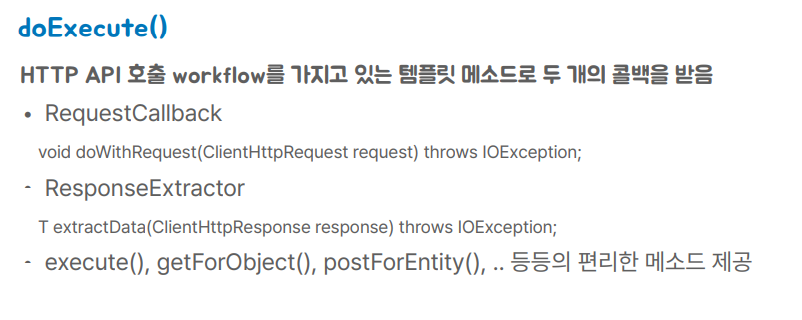 doExecute()
HTTP API 호출 workflow를 가지고 있는 템플릿 메소드로 두 개의 콜백을 받음
• RequestCallback
void doWithRequest(ClientHttpRequest request) throws IOException;
- ResponseExtractor
T extractData(ClientHttpResponse response) throws IOException;
- execute(), getForObject(), postForEntity(), .. 등등의 편리한 메소드 제공